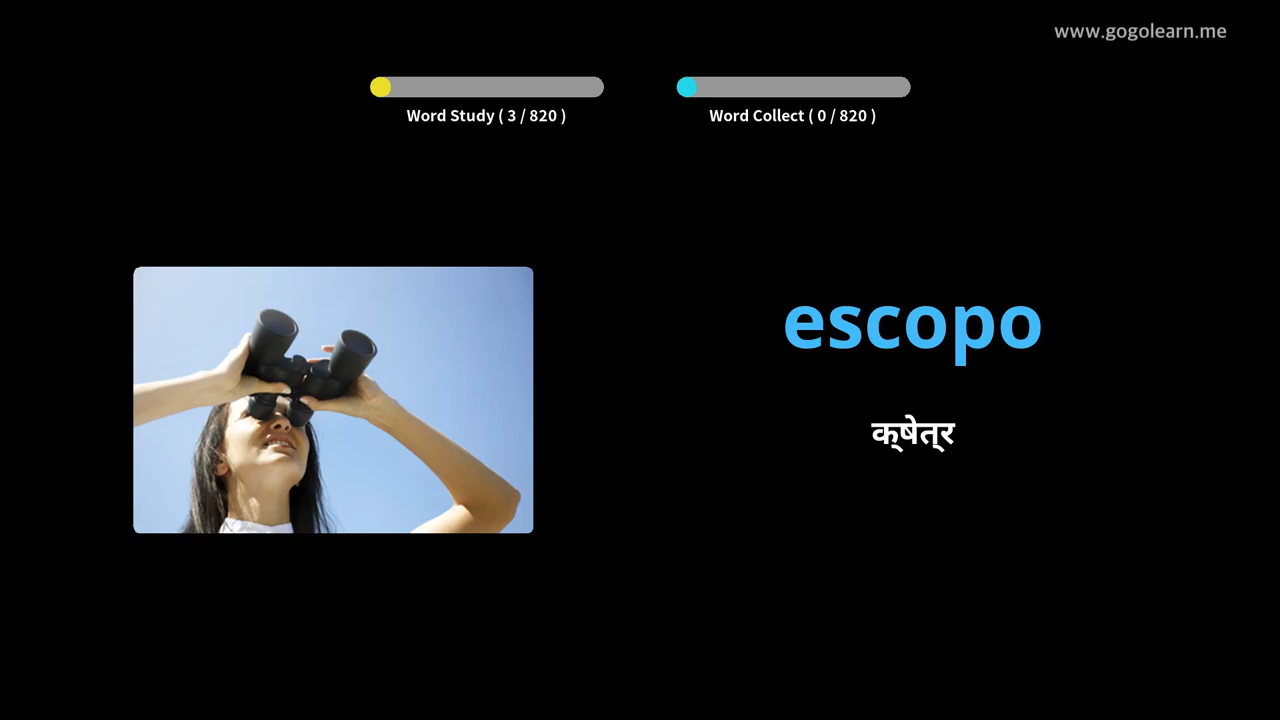 www.gogolearn.me
Word Study ( 3 / 820 )
Word Collect ( 0 / 820 )
escopo
क्षेत्र